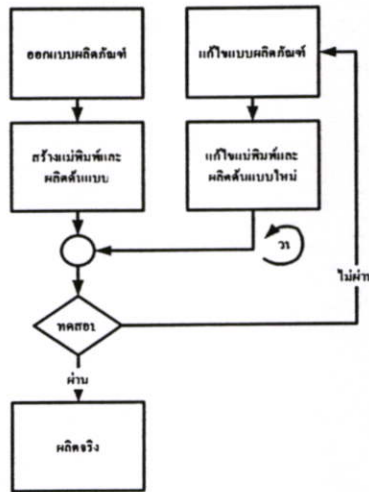 ออกแบบผลิตภัณฑ์
แก้ไขแบบผลิตภัณฑ์
สร้างแม่พิมพ์และ
ผลิตต้นแบบ
แก้ไขแม่พิมพ์และ
ผลิตต้นแบบใหม่
ไม่ผ่าน
ทดสอบ
ผ่าน
ผลิตจริง